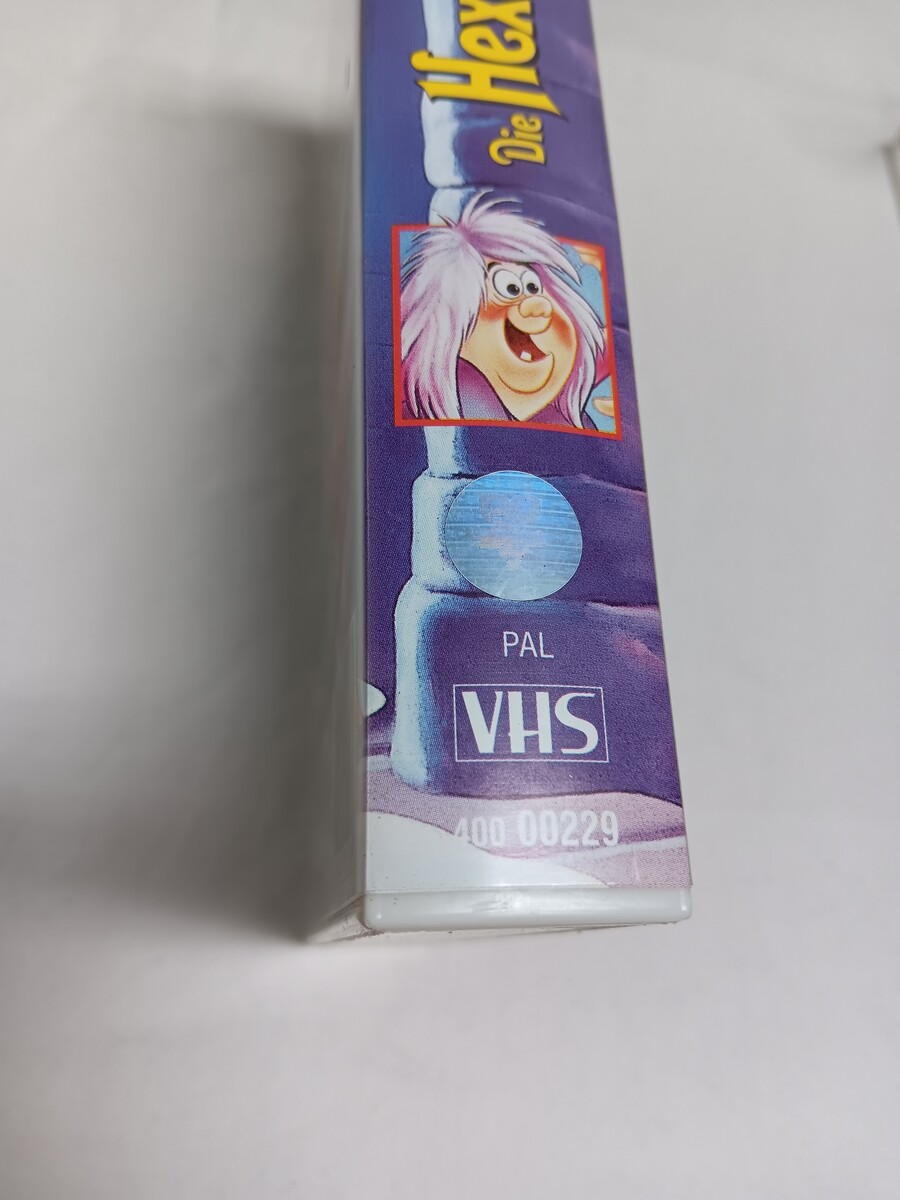 Die Hex
PAL
VHS
400 00229